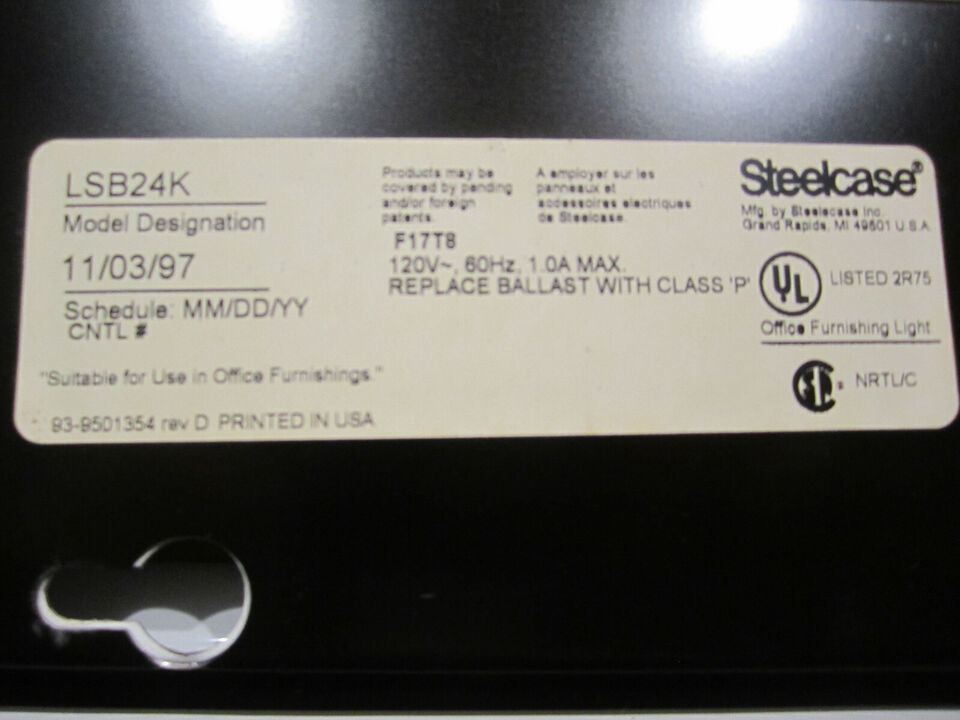 LSB24K
Model Designation
11/03/97
Schedule: MM/DD/YY
CNTL #
"Suitable for Use in Office Furnishings."
93-9501354 rev D PRINTED IN USA
Products may be
covered by pending
and/or foreign
patents.
A employer sur les
panneaux et
accessoires electriques
de Steelcase.
F17T8
120V~, 60Hz, 1.0A MAX.
REPLACE BALLAST WITH CLASS 'P'
Steelcase®
Mfg. by Steelcase Inc.
Grand Rapids, MI 49501 U.S.A.
UL LISTED 2R75
Office Furnishing Light
NRTL/C